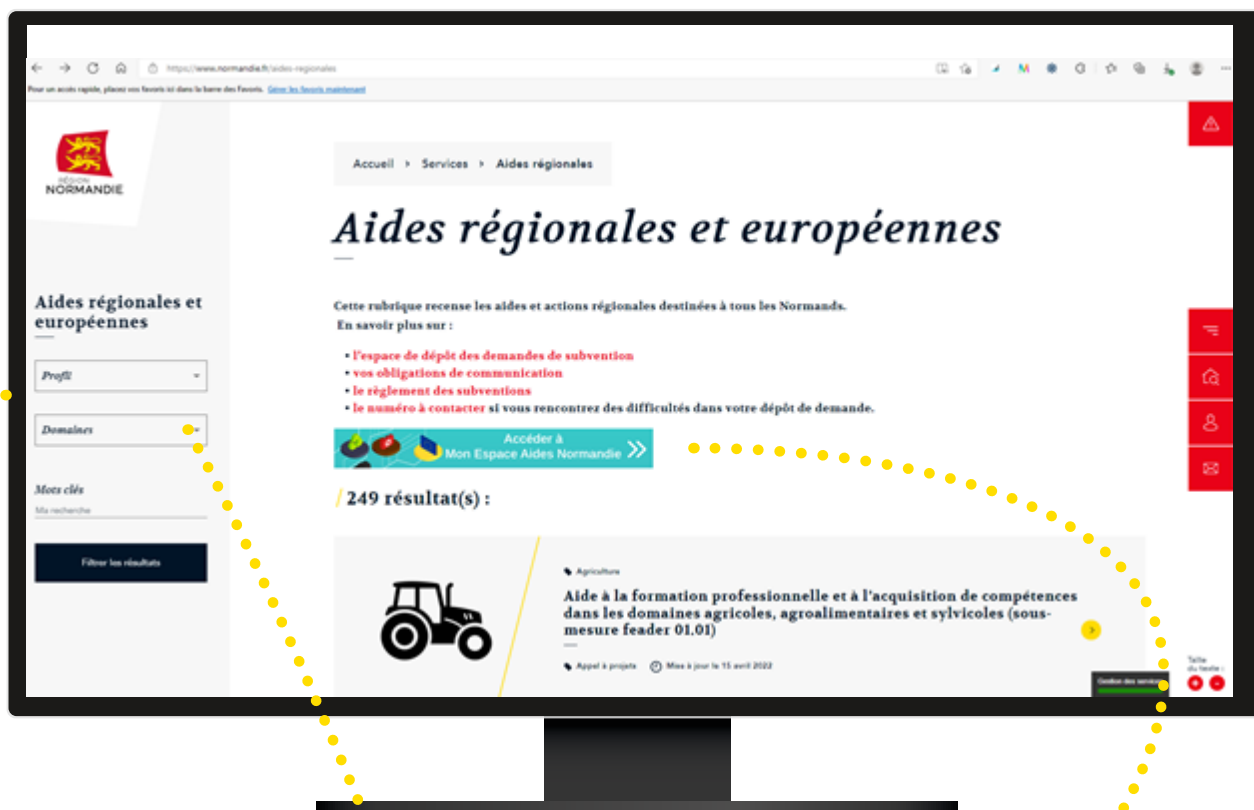 https://www.normandie.fr/aides-regionales
Pour un accès rapide, placez vos favoris ici dans la barre des favoris. Gérer les favoris maintenant
RÉGION
NORMANDIE
Accueil › Services › Aides régionales
Aides régionales et européennes
Cette rubrique recense les aides et actions régionales destinées à tous les Normands.
En savoir plus sur :
• l'espace de dépôt des demandes de subvention
• vos obligations de communication
• le règlement des subventions
• le numéro à contacter si vous rencontrez des difficultés dans votre dépôt de demande.
Accéder à
Mon Espace Aides Normandie
Aides régionales et
européennes
Profil
Domaines
Mots clés
Ma recherche
Filtrer les résultats
/ 249 résultat(s) :
Agriculture
Aide à la formation professionnelle et à l'acquisition de compétences
dans les domaines agricoles, agroalimentaires et sylvicoles (sous-
mesure feader 01.01)
Appel à projets Mise à jour le 15 avril 2022
Gestion des services
Taille
du texte :
+ -